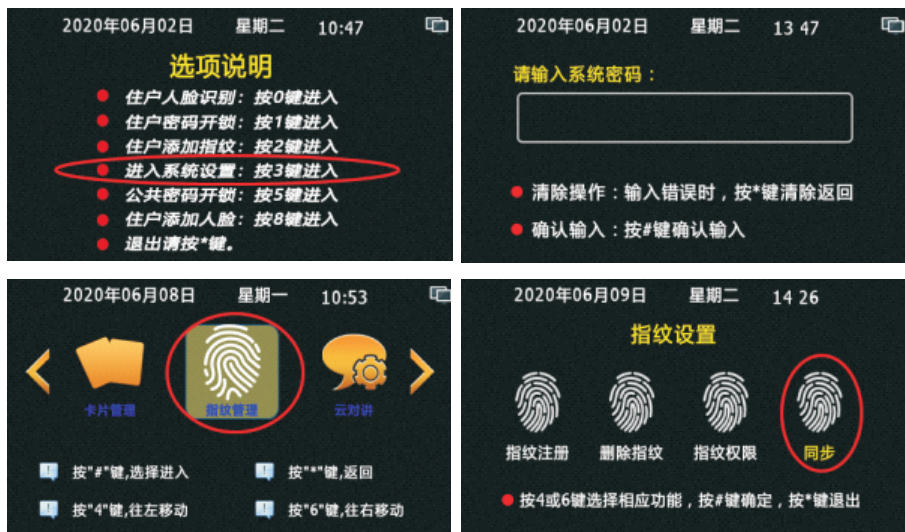 2020年06月02日 星期二 10:47
选项说明
住户人脸识别：按0键进入
住户密码开锁：按1键进入
住户添加指纹：按2键进入
进入系统设置：按3键进入
公共密码开锁：按5键进入
住户添加人脸：按8键进入
退出请按*键。
2020年06月02日 星期二 13 47
请输入系统密码：
清除操作：输入错误时，按*键清除返回
确认输入：按#键确认输入
2020年06月08日 星期一 10:53
卡片管理 指纹管理 云对讲
按"#"键,选择进入 按"*"键,返回
按"4"键,往左移动 按"6"键,往右移动
2020年06月09日 星期二 14 26
指纹设置
指纹注册 删除指纹 指纹权限 同步
按4或6键选择相应功能，按#键确定，按*键退出